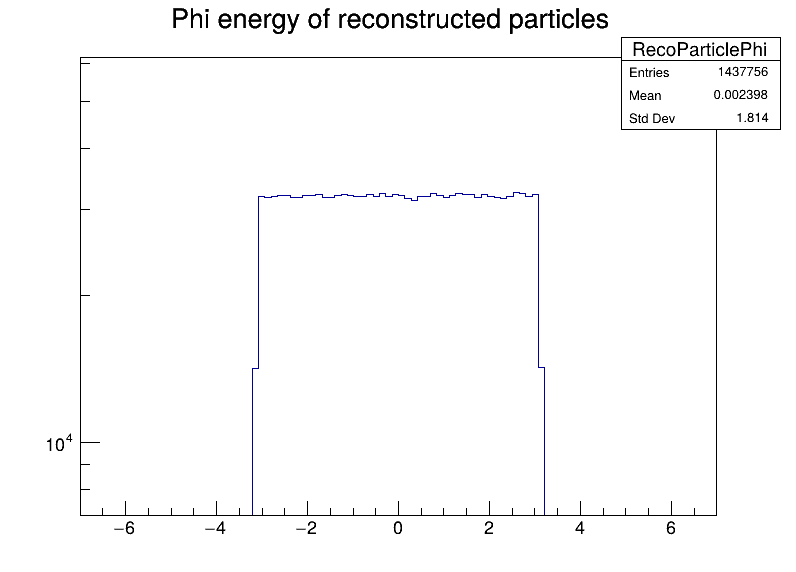 Phi energy of reconstructed particles
RecoParticlePhi
Entries 1437756
Mean 0.002398
Std Dev 1.814
10^4
−6 −4 −2 0 2 4 6